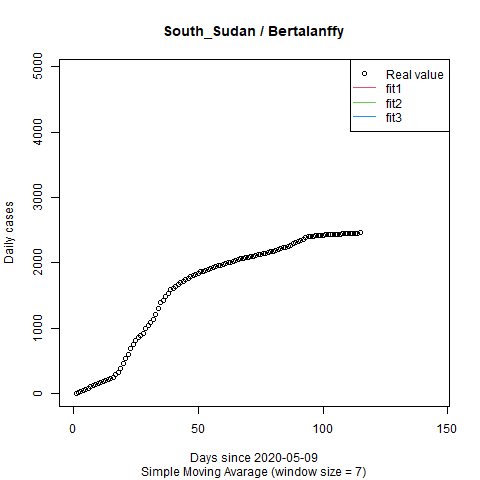 South_Sudan / Bertalanffy
Real value
fit1
fit2
fit3
Daily cases
5000
4000
3000
2000
1000
0
0 50 100 150
Days since 2020-05-09
Simple Moving Avarage (window size = 7)